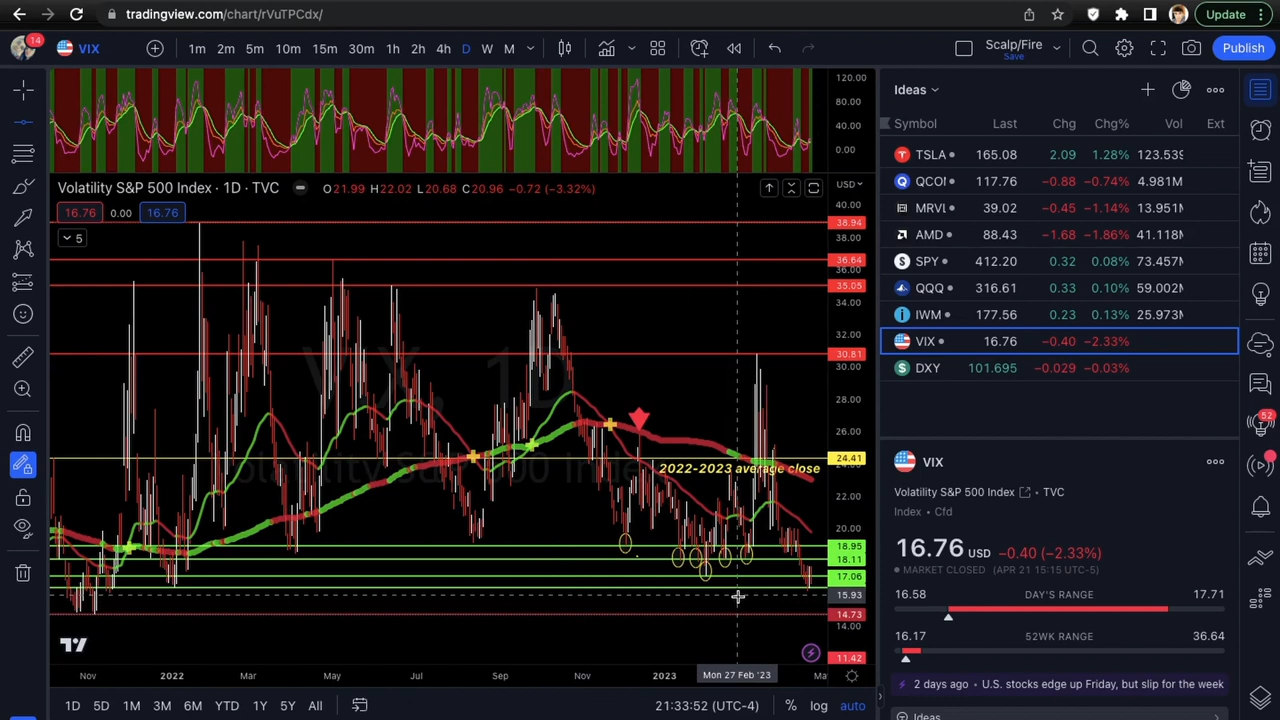 tradingview.com/chart/rVuTPCdx/
Update
14
VIX
1m 2m 5m 10m 15m 30m 1h 2h 4h D W M
Scalp/Fire
Save
Publish
120.00
80.00
40.00
0.00
Volatility S&P 500 Index · 1D · TVC
O21.99 H22.02 L20.68 C20.96 −0.72 (−3.32%)
USD
16.76 0.00 16.76
5
40.00
38.94
38.00
36.64
36.00
35.05
34.00
32.00
30.81
30.00
28.00
26.00
24.41
2022-2023 average close
22.00
20.00
18.95
18.11
17.06
15.93
14.73
14.00
11.42
VIX, 1D
Volatility S&P 500 Index
Nov 2022 Mar May Jul Sep Nov 2023 Mon 27 Feb '23 Ma
1D 5D 1M 3M 6M YTD 1Y 5Y All
21:33:52 (UTC-4) % log auto
Ideas
Symbol Last Chg Chg% Vol Ext
TSLA 165.08 2.09 1.28% 123.539
QCOM 117.76 −0.88 −0.74% 4.981M
MRVL 39.02 −0.45 −1.14% 13.951M
AMD 88.43 −1.68 −1.86% 41.118M
SPY 412.20 0.32 0.08% 73.457M
QQQ 316.61 0.33 0.10% 59.002M
IWM 177.56 0.23 0.13% 25.973M
VIX 16.76 −0.40 −2.33%
DXY 101.695 −0.029 −0.03%
52
VIX
Volatility S&P 500 Index · TVC
Index · Cfd
16.76 USD −0.40 (−2.33%)
MARKET CLOSED (APR 21 15:15 UTC-5)
16.58 DAY'S RANGE 17.71
16.17 52WK RANGE 36.64
2 days ago · U.S. stocks edge up Friday, but slip for the week
Ideas